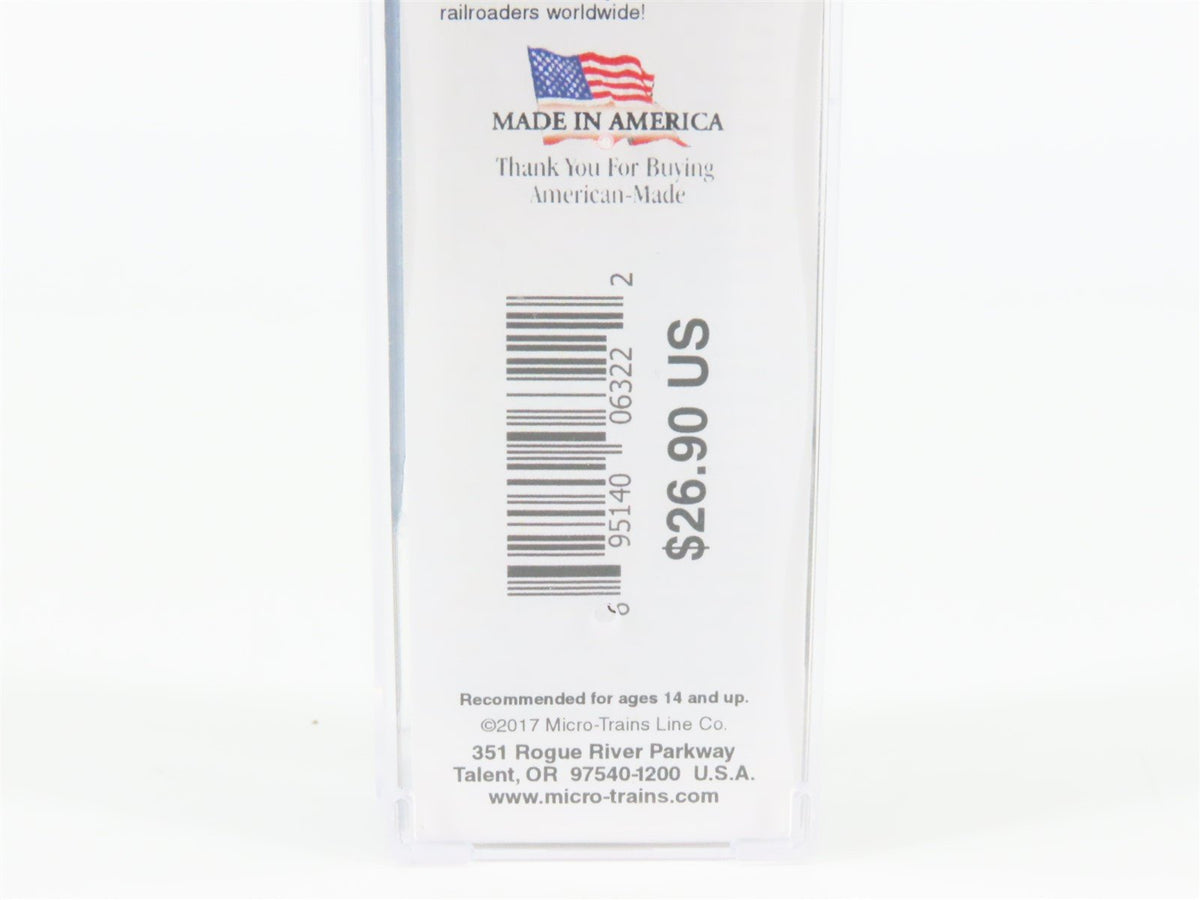 railroaders worldwide!
MADE IN AMERICA
Thank You For Buying
American-Made
6 95140 06322 2
$26.90 US
Recommended for ages 14 and up.
©2017 Micro-Trains Line Co.
351 Rogue River Parkway
Talent, OR 97540-1200 U.S.A.
www.micro-trains.com